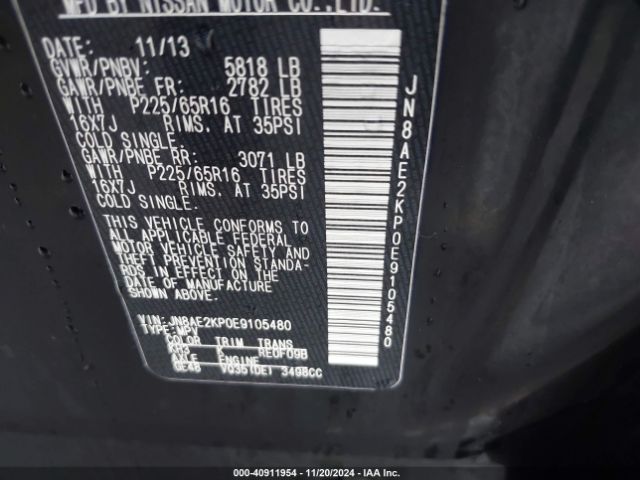 MFD BY NISSAN MOTOR CO.,LTD.
DATE: 11/13
GVWR/PNBV: 5818 LB
GAWR/PNBE FR: 2782 LB
WITH P225/65R16 TIRES
16X7J RIMS. AT 35PSI
COLD SINGLE.
GAWR/PNBE RR: 3071 LB
WITH P225/65R16 TIRES
16X7J RIMS. AT 35PSI
COLD SINGLE.
THIS VEHICLE CONFORMS TO
ALL APPLICABLE FEDERAL
MOTOR VEHICLE SAFETY AND
THEFT PREVENTION STANDA-
RDS IN EFFECT ON THE
DATE OF MANUFACTURE
SHOWN ABOVE.
VIN: JN8AE2KP0E9105480
TYPE: MPV
COLOR TRIM TRANS
K RE0F09B
AXLE ENGINE
VQ35(DE) 3498CC
JN8AE2KP0E9105480
000-40911954 - 11/20/2024 - IAA Inc.